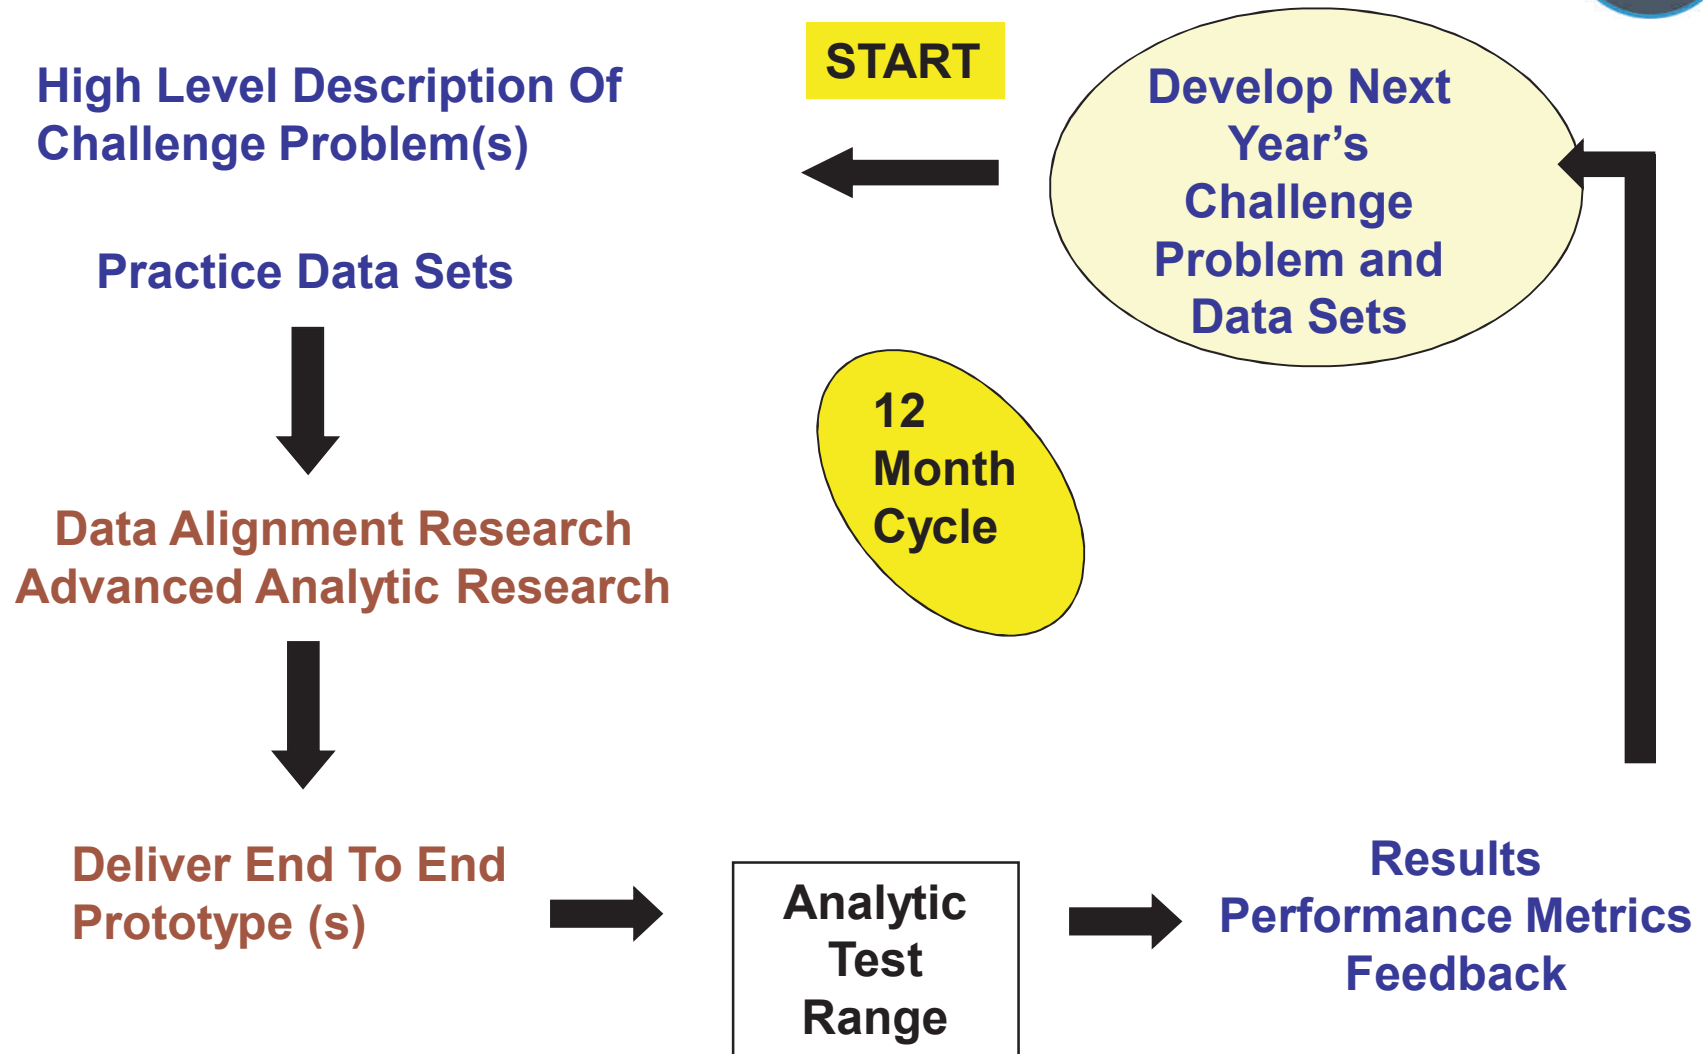 START
High Level Description Of
Challenge Problem(s)
Practice Data Sets
Data Alignment Research
Advanced Analytic Research
Deliver End To End
Prototype (s)
Analytic
Test
Range
Results
Performance Metrics
Feedback
Develop Next
Year’s
Challenge
Problem and
Data Sets
12
Month
Cycle